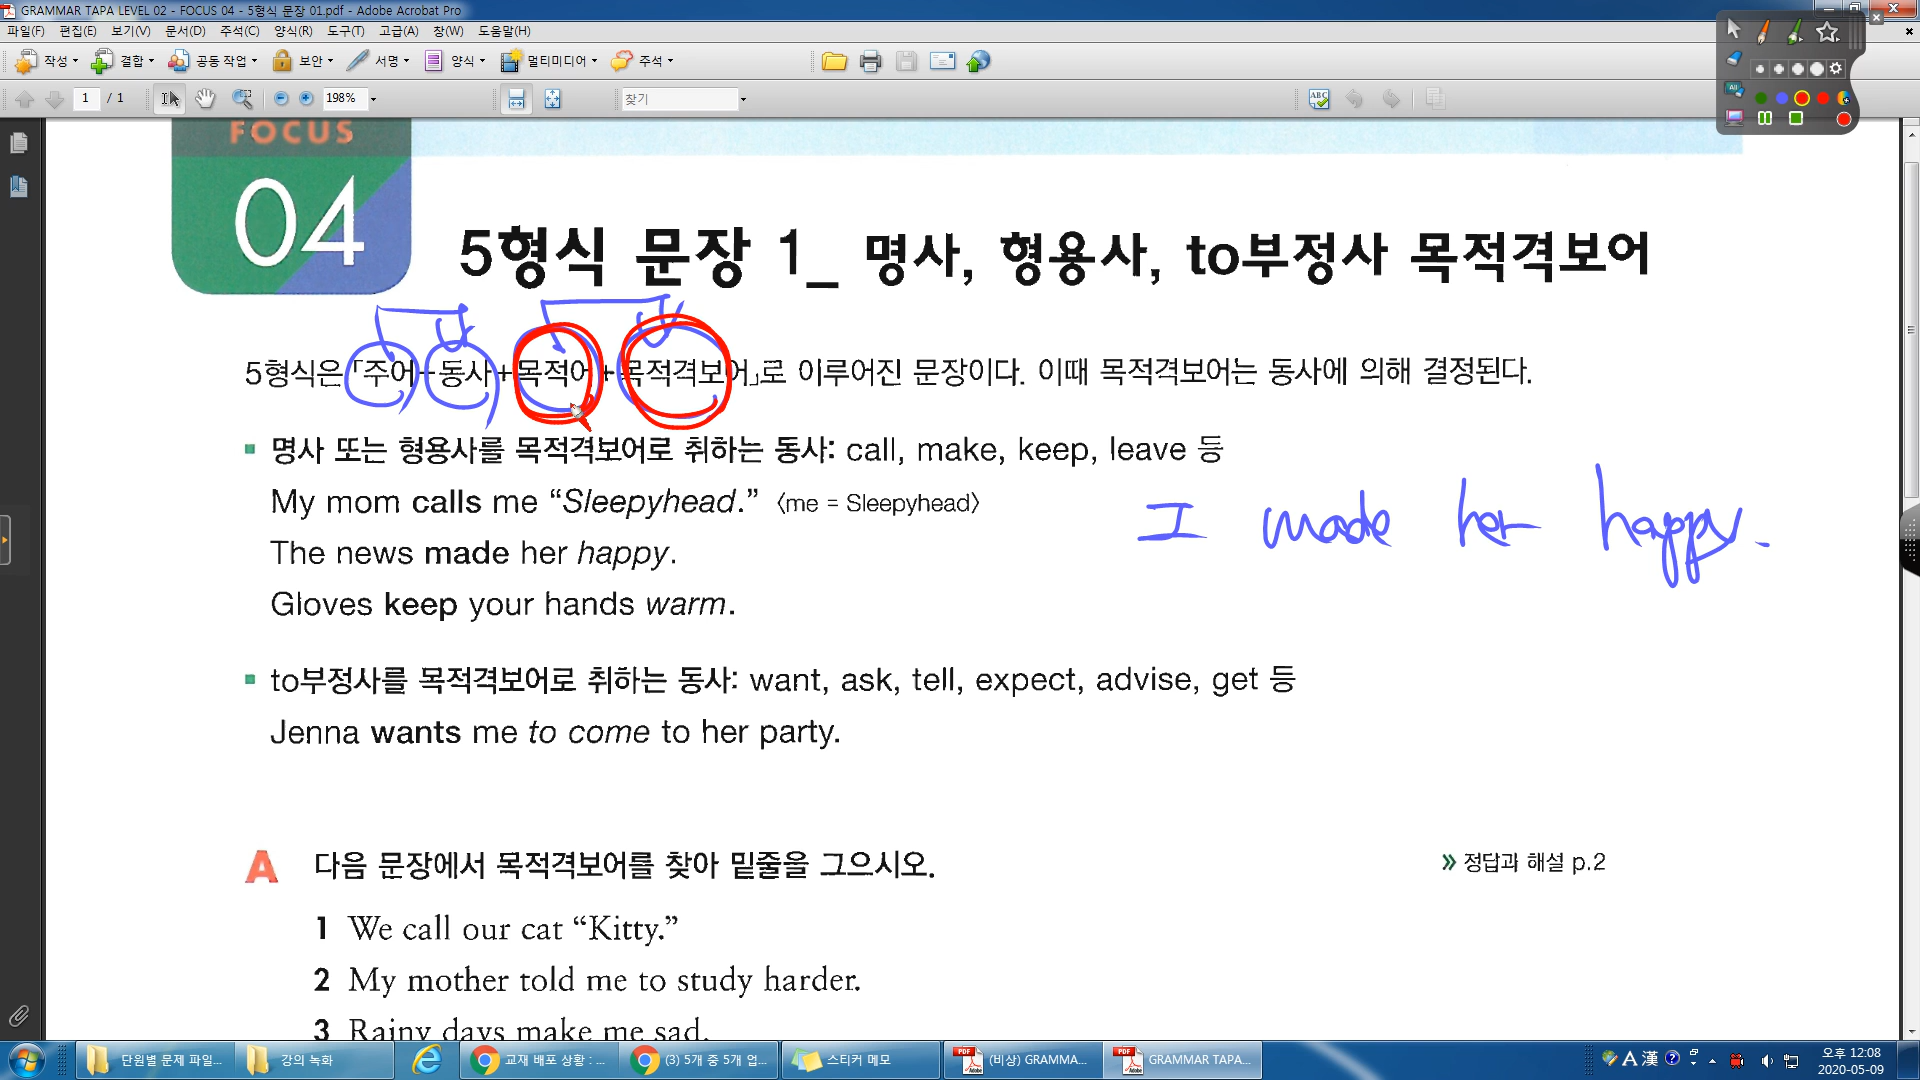 GRAMMAR TAPA LEVEL 02 - FOCUS 04 - 5형식 문장 01.pdf - Adobe Acrobat Pro
파일(F) 편집(E) 보기(V) 문서(D) 주석(C) 양식(R) 도구(T) 고급(A) 창(W) 도움말(H)
작성 결합 공동 작업 보안 서명 양식 멀티미디어 주석
1 / 1 198% 찾기
FOCUS
04
5형식 문장 1_ 명사, 형용사, to부정사 목적격보어
5형식은 「주어+동사+목적어+목적격보어」로 이루어진 문장이다. 이때 목적격보어는 동사에 의해 결정된다.
명사 또는 형용사를 목적격보어로 취하는 동사: call, make, keep, leave 등
My mom calls me “Sleepyhead.” 〈me = Sleepyhead〉
I made her happy.
The news made her happy.
Gloves keep your hands warm.
to부정사를 목적격보어로 취하는 동사: want, ask, tell, expect, advise, get 등
Jenna wants me to come to her party.
A 다음 문장에서 목적격보어를 찾아 밑줄을 그으시오.
» 정답과 해설 p.2
1 We call our cat “Kitty.”
2 My mother told me to study harder.
3 Rainy days make me sad.
단원별 문제 파일... 강의 녹화 교재 배포 상황 : ... (3) 5개 중 5개 업... 스티커 메모 (비상) GRAMMA... GRAMMAR TAPA... A 漢 오후 12:08
2020-05-09